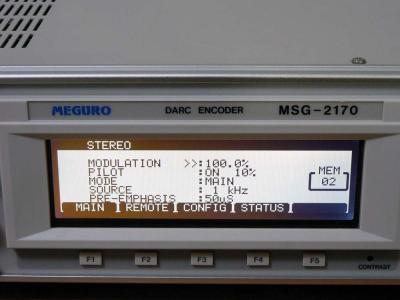 MEGURO DARC ENCODER MSG-2170
STEREO
MODULATION >>:100.0%
PILOT :ON 10%
MODE :MAIN
SOURCE : 1 kHz
PRE-EMPHASIS :50uS
MEM
02
MAIN REMOTE CONFIG STATUS
F1 F2 F3 F4 F5
CONTRAST